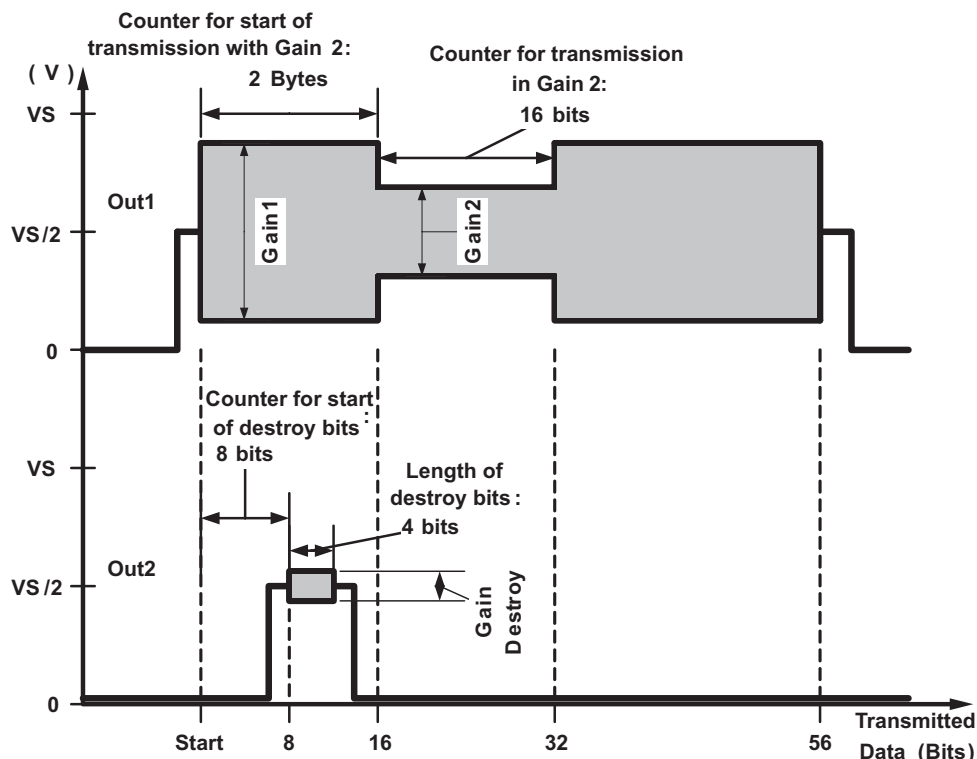 Counter for start of
transmission with Gain 2:
2 Bytes
Counter for transmission
in Gain 2:
16 bits
(V)
VS
Out1
VS/2
Gain1
Gain2
0
Counter for start
of destroy bits:
8 bits
VS
Length of
destroy bits:
4 bits
Out2
VS/2
Gain
Destroy
0
Start
8
16
32
56
Transmitted
Data (Bits)